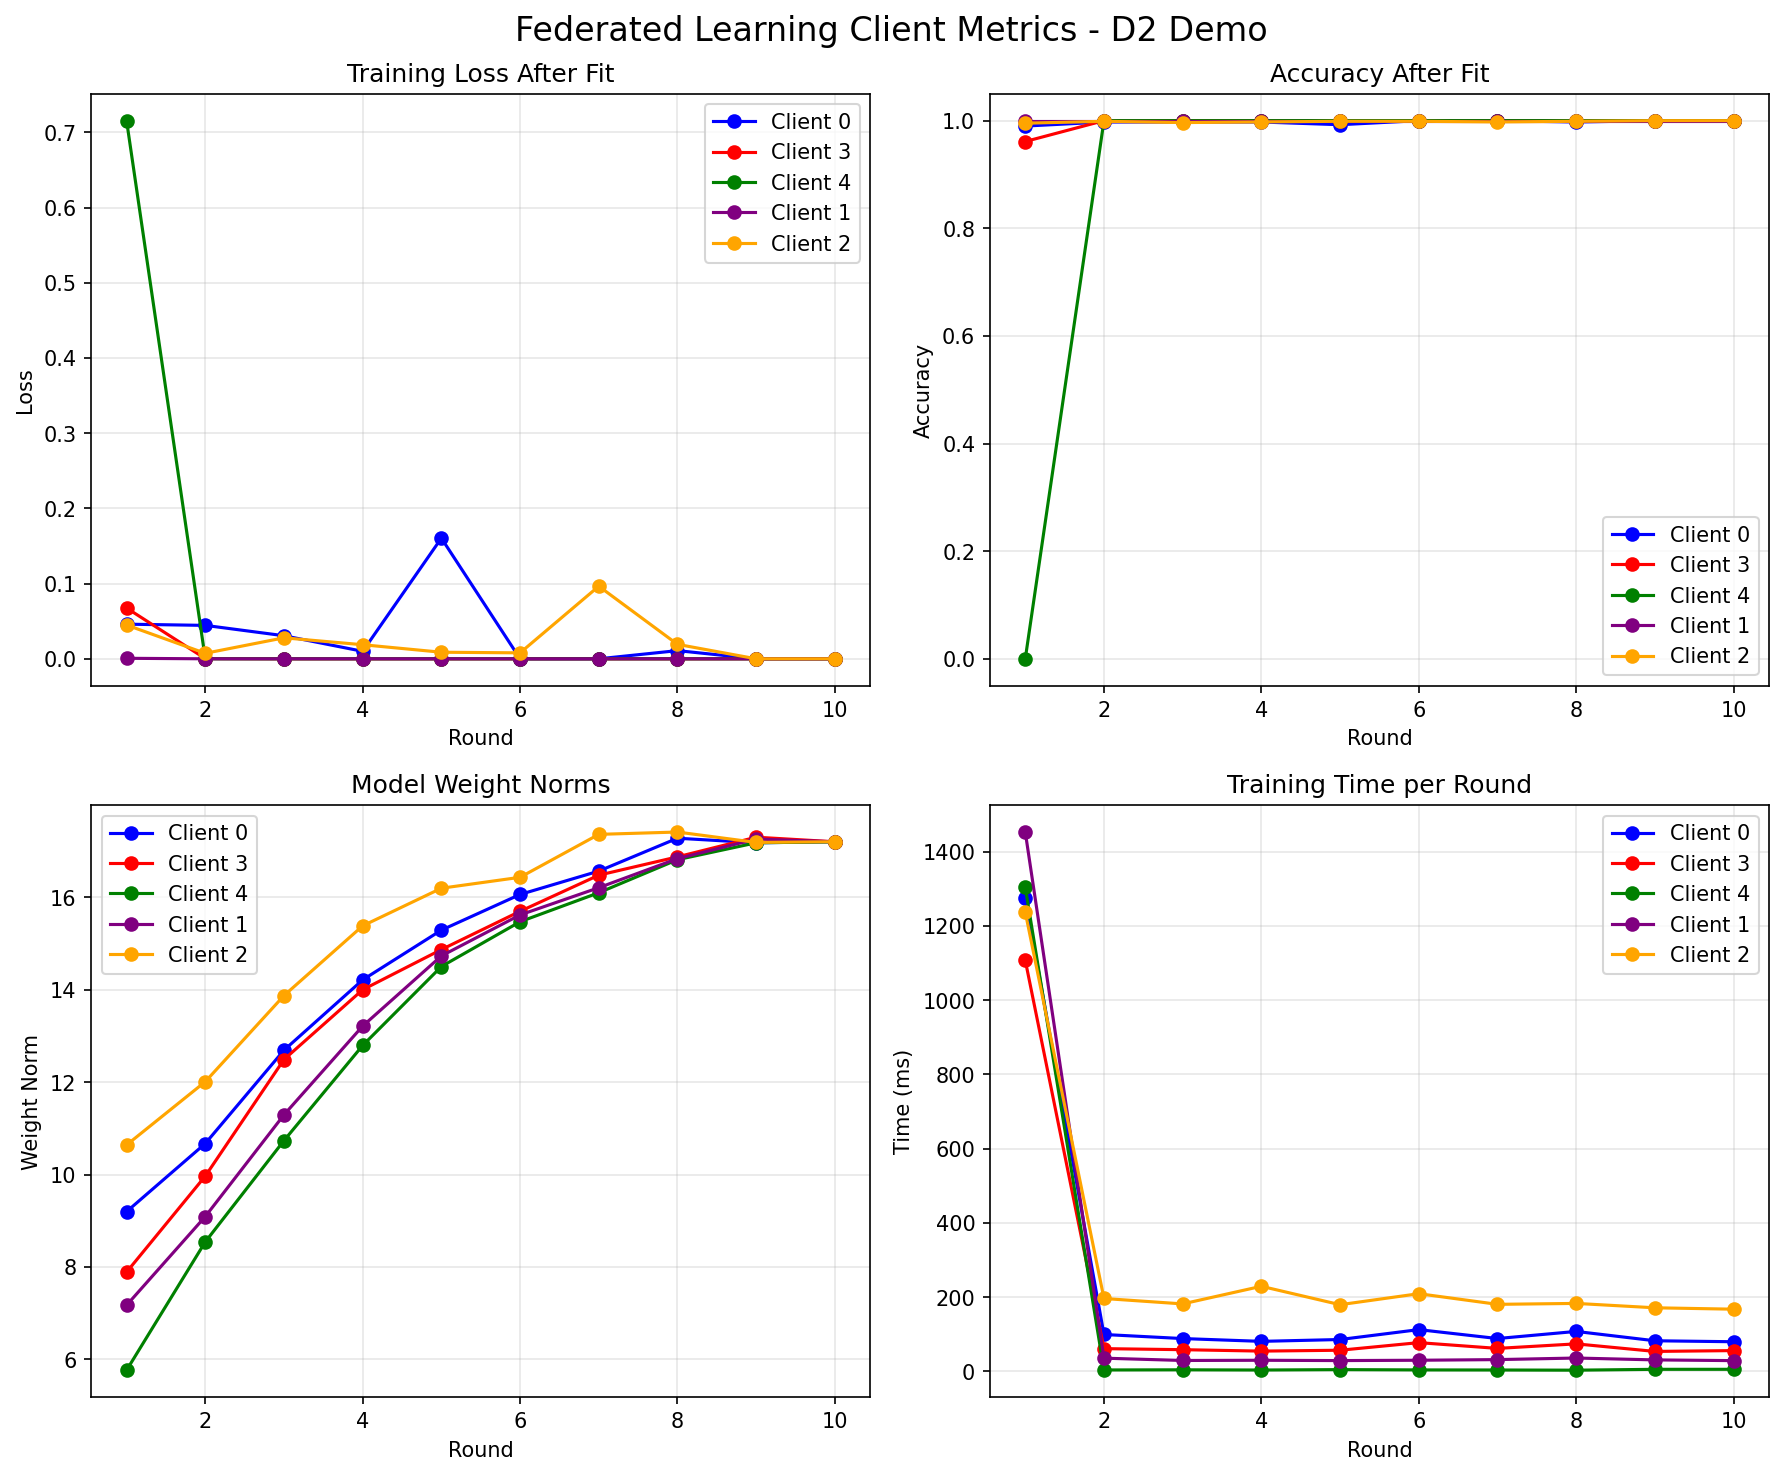 Federated Learning Client Metrics - D2 Demo
Training Loss After Fit
0.7
0.6
0.5
0.4
0.3
0.2
0.1
0.0
Loss
2
4
6
8
10
Round
Client 0
Client 3
Client 4
Client 1
Client 2
Accuracy After Fit
1.0
0.8
0.6
0.4
0.2
0.0
Accuracy
2
4
6
8
10
Round
Client 0
Client 3
Client 4
Client 1
Client 2
Model Weight Norms
Client 0
Client 3
Client 4
Client 1
Client 2
16
14
12
10
8
6
Weight Norm
2
4
6
8
10
Round
Training Time per Round
1400
1200
1000
800
600
400
200
0
Time (ms)
2
4
6
8
10
Round
Client 0
Client 3
Client 4
Client 1
Client 2